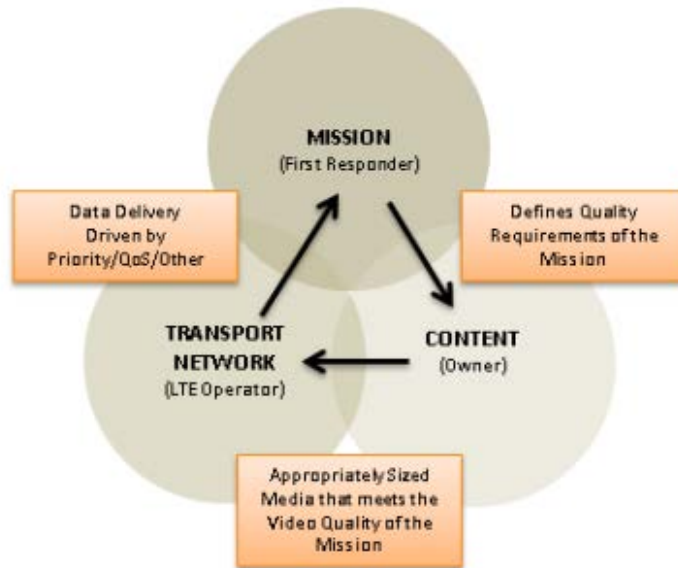 MISSION
(First Responder)
Data Delivery
Driven by
Priority/QoS/Other
Defines Quality
Requirements of the
Mission
TRANSPORT
NETWORK
(LTE Operator)
CONTENT
(Owner)
Appropriately Sized
Media that meets the
Video Quality of the
Mission